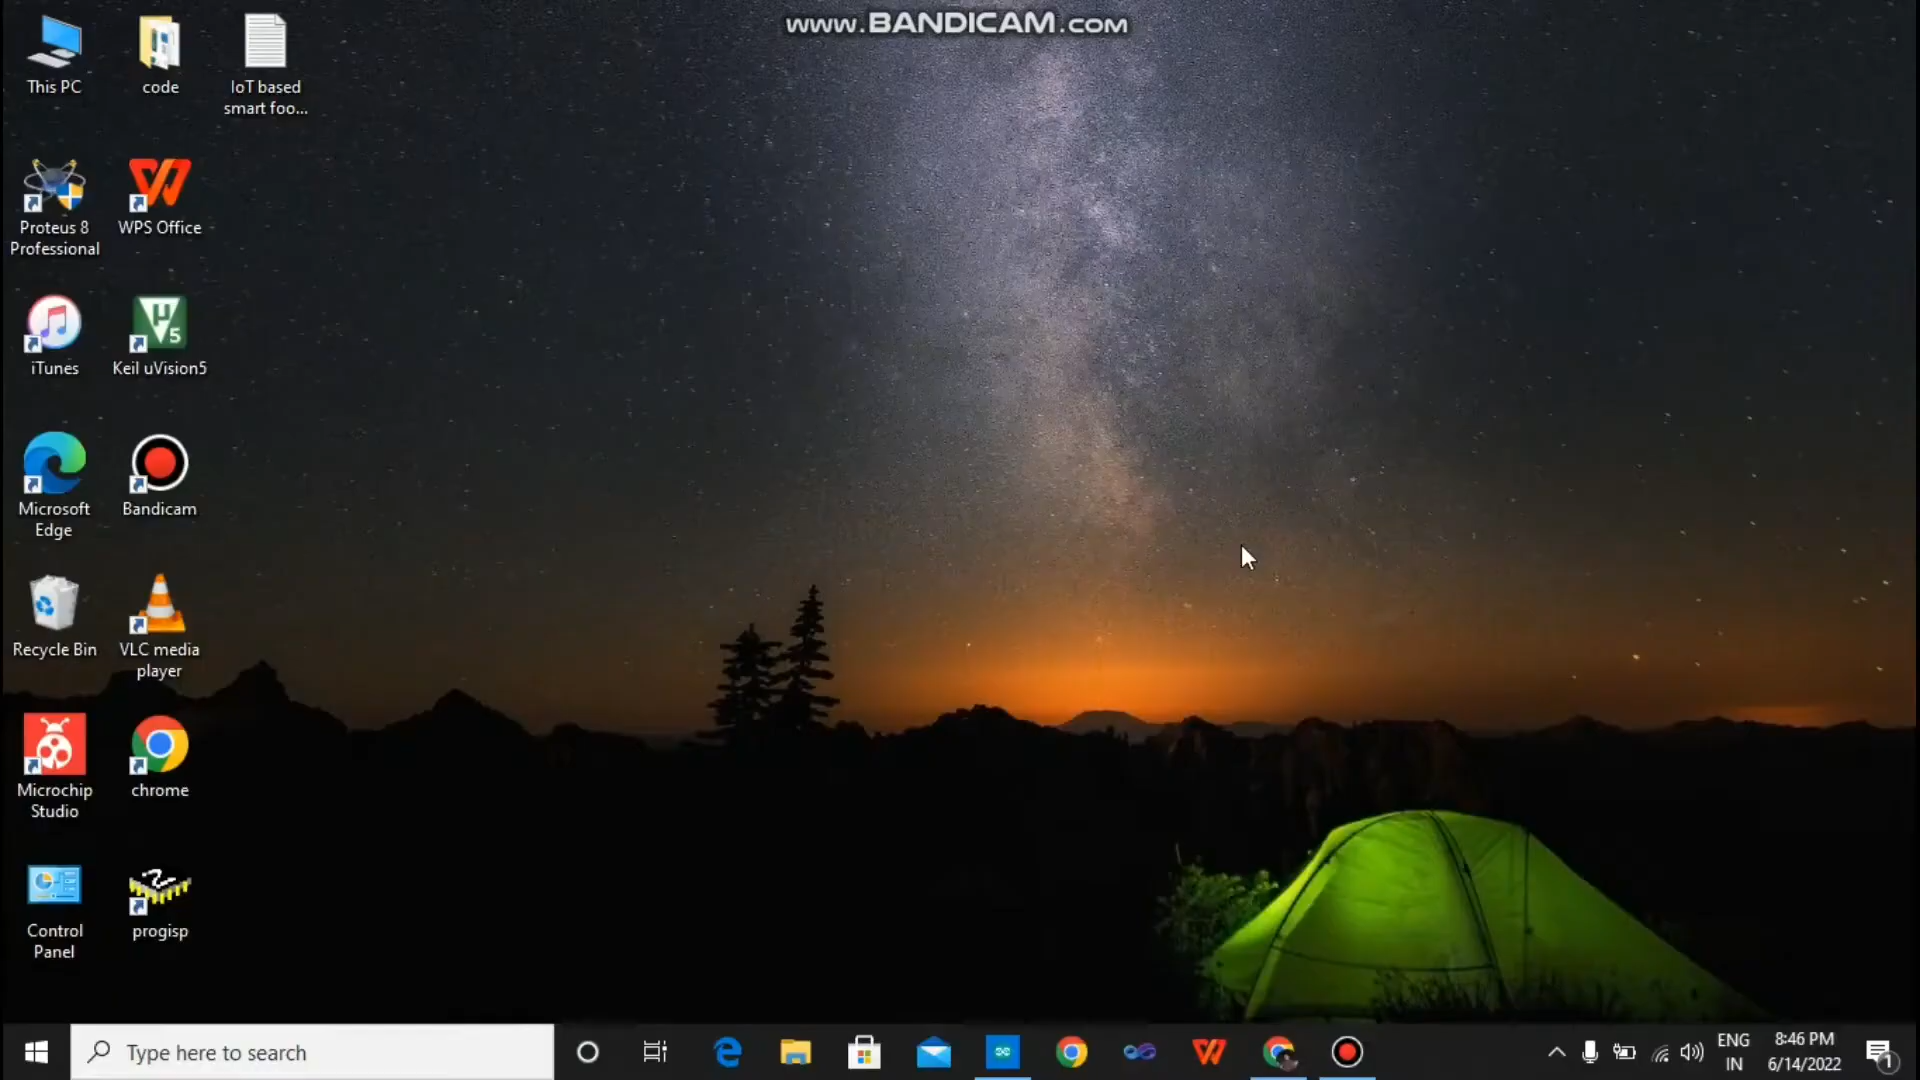 www.BANDICAM.com
This PC
code
IoT based
smart foo...
Proteus 8
Professional
WPS Office
iTunes
Keil uVision5
Microsoft
Edge
Bandicam
Recycle Bin
VLC media
player
Microchip
Studio
chrome
Control
Panel
progisp
Type here to search
ENG
IN
8:46 PM
6/14/2022
1